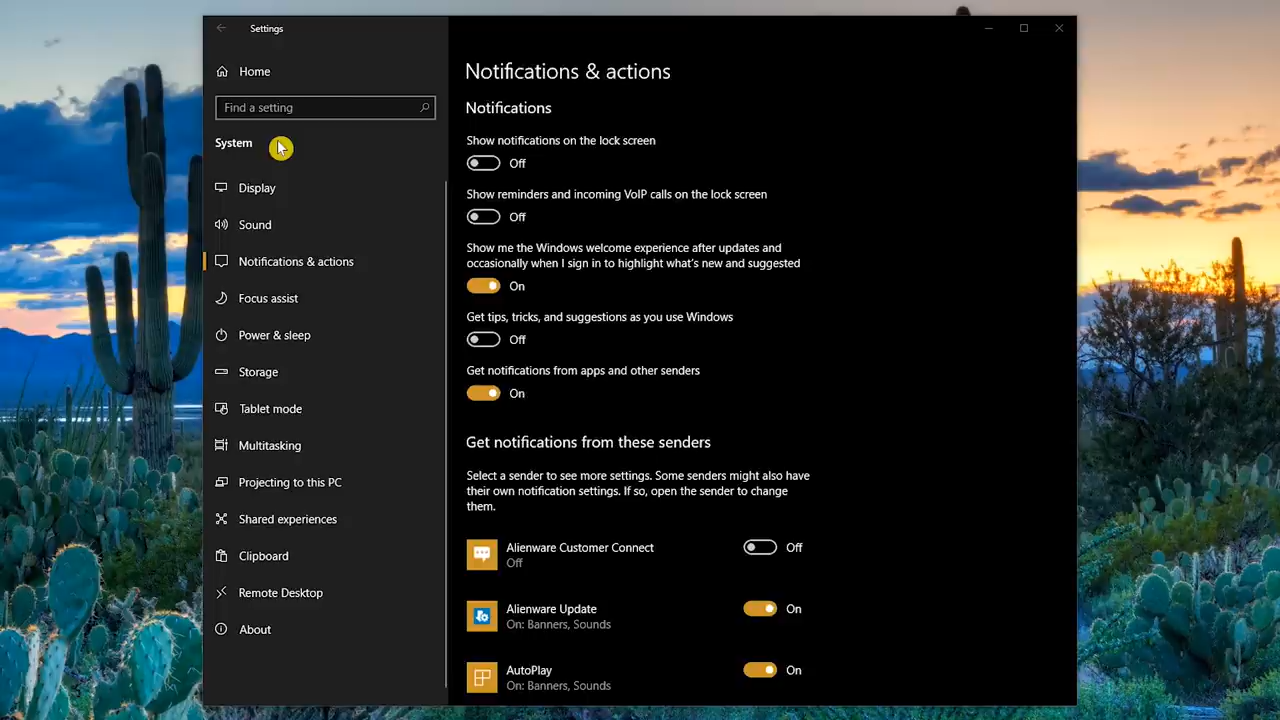 Settings
Home
Find a setting
System
Display
Sound
Notifications & actions
Focus assist
Power & sleep
Storage
Tablet mode
Multitasking
Projecting to this PC
Shared experiences
Clipboard
Remote Desktop
About
Notifications & actions
Notifications
Show notifications on the lock screen
Off
Show reminders and incoming VoIP calls on the lock screen
Off
Show me the Windows welcome experience after updates and
occasionally when I sign in to highlight what's new and suggested
On
Get tips, tricks, and suggestions as you use Windows
Off
Get notifications from apps and other senders
On
Get notifications from these senders
Select a sender to see more settings. Some senders might also have
their own notification settings. If so, open the sender to change
them.
Alienware Customer Connect
Off
Off
Alienware Update
On: Banners, Sounds
On
AutoPlay
On: Banners, Sounds
On